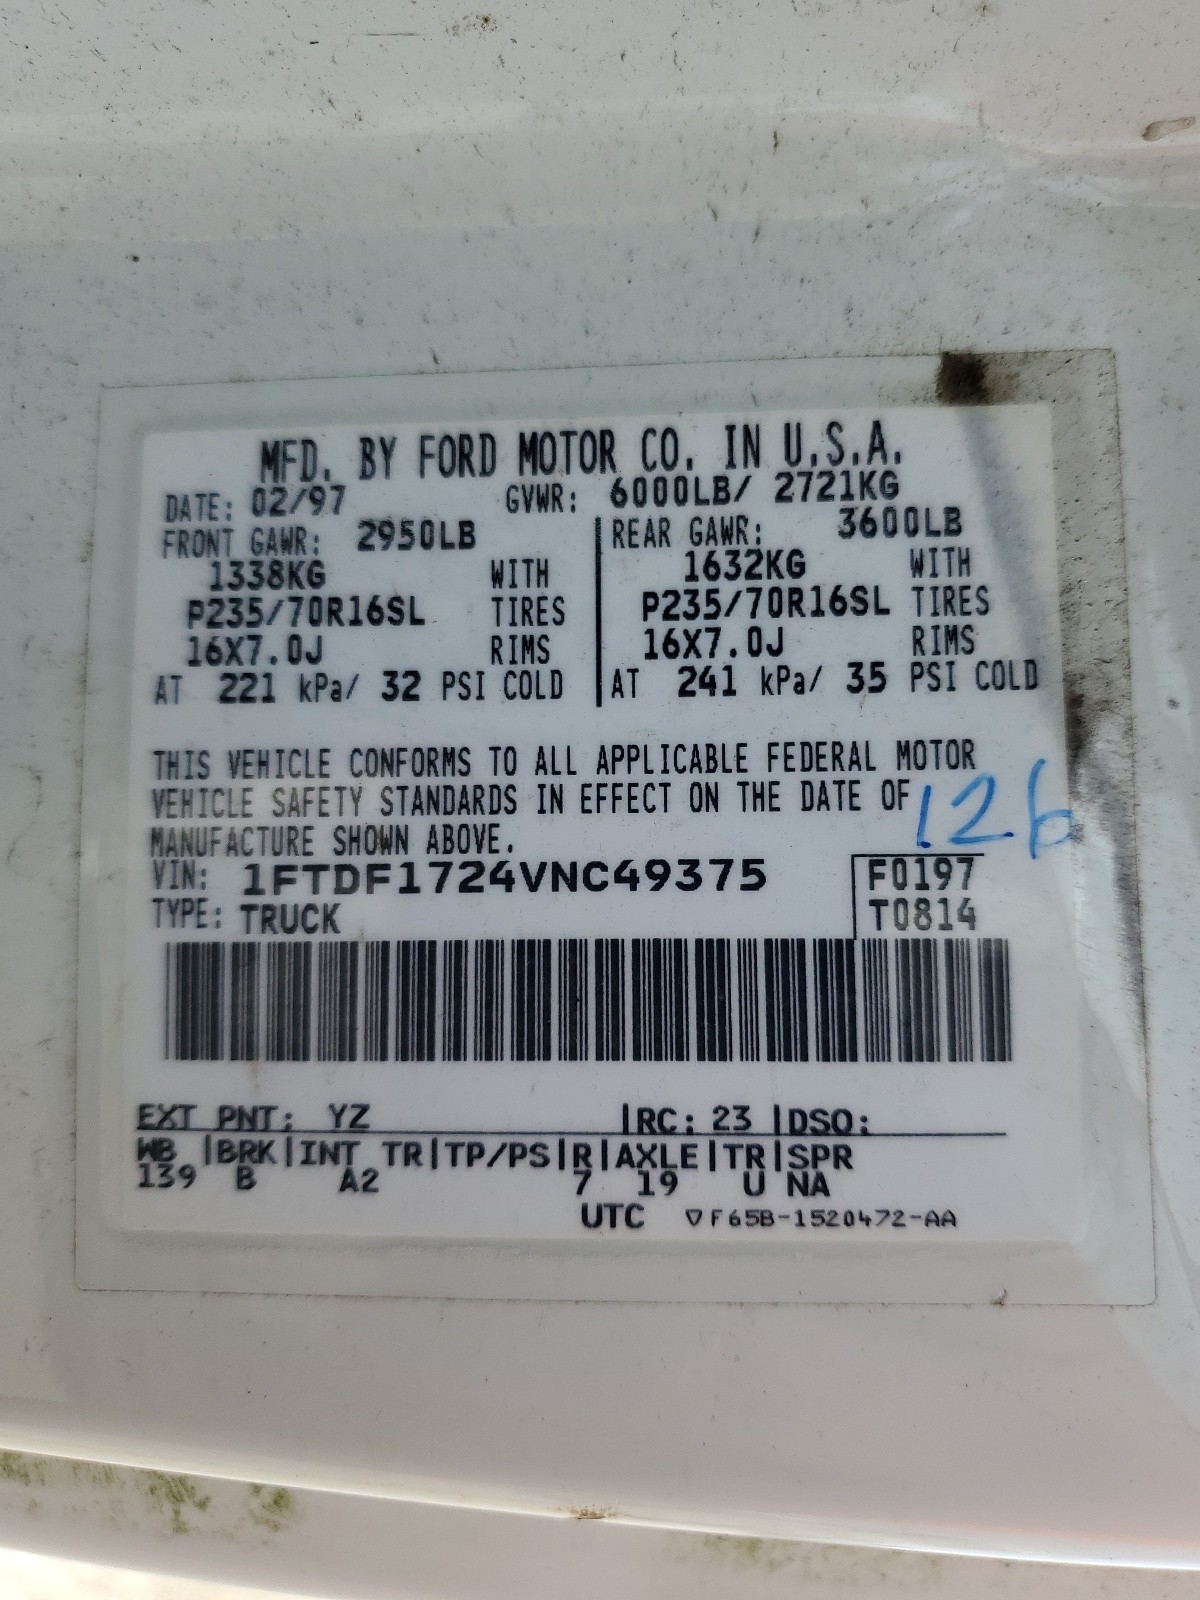 MFD. BY FORD MOTOR CO. IN U.S.A.
DATE: 02/97 GVWR: 6000LB/ 2721KG
FRONT GAWR: 2950LB REAR GAWR: 3600LB
1338KG WITH 1632KG WITH
P235/70R16SL TIRES P235/70R16SL TIRES
16X7.0J RIMS 16X7.0J RIMS
AT 221 kPa/ 32 PSI COLD AT 241 kPa/ 35 PSI COLD
THIS VEHICLE CONFORMS TO ALL APPLICABLE FEDERAL MOTOR
VEHICLE SAFETY STANDARDS IN EFFECT ON THE DATE OF
MANUFACTURE SHOWN ABOVE.
126
VIN: 1FTDF1724VNC49375 F0197
TYPE: TRUCK T0814
EXT PNT: YZ |RC: 23 |DSO:
WB |BRK|INT TR|TP/PS|R|AXLE|TR|SPR
139 B A2 7 19 U NA
UTC ▽F65B-1520472-AA